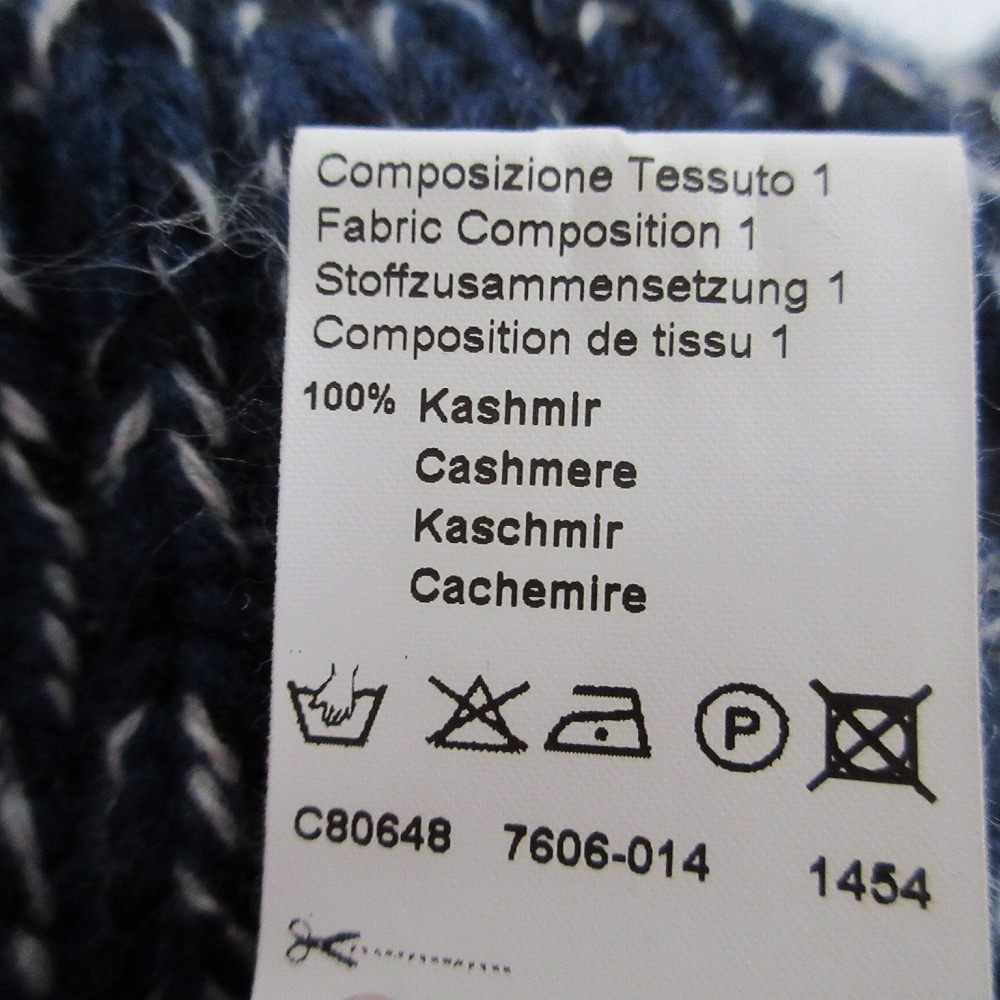 Composizione Tessuto 1
Fabric Composition 1
Stoffzusammensetzung 1
Composition de tissu 1
100% Kashmir
Cashmere
Kaschmir
Cachemire
P
C80648 7606-014 1454